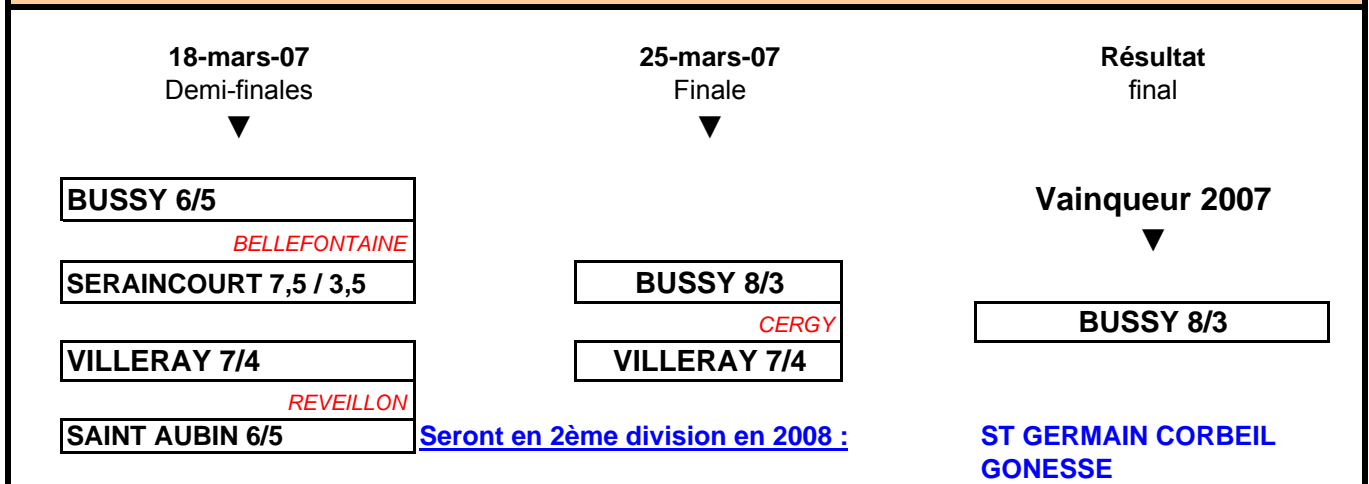 18-mars-07 25-mars-07 Résultat
Demi-finales Finale final
▼ ▼
BUSSY 6/5 Vainqueur 2007
BELLEFONTAINE ▼
SERAINCOURT 7,5 / 3,5 BUSSY 8/3
CERGY BUSSY 8/3
VILLERAY 7/4 VILLERAY 7/4
REVEILLON
SAINT AUBIN 6/5 Seront en 2ème division en 2008 : ST GERMAIN CORBEIL
GONESSE